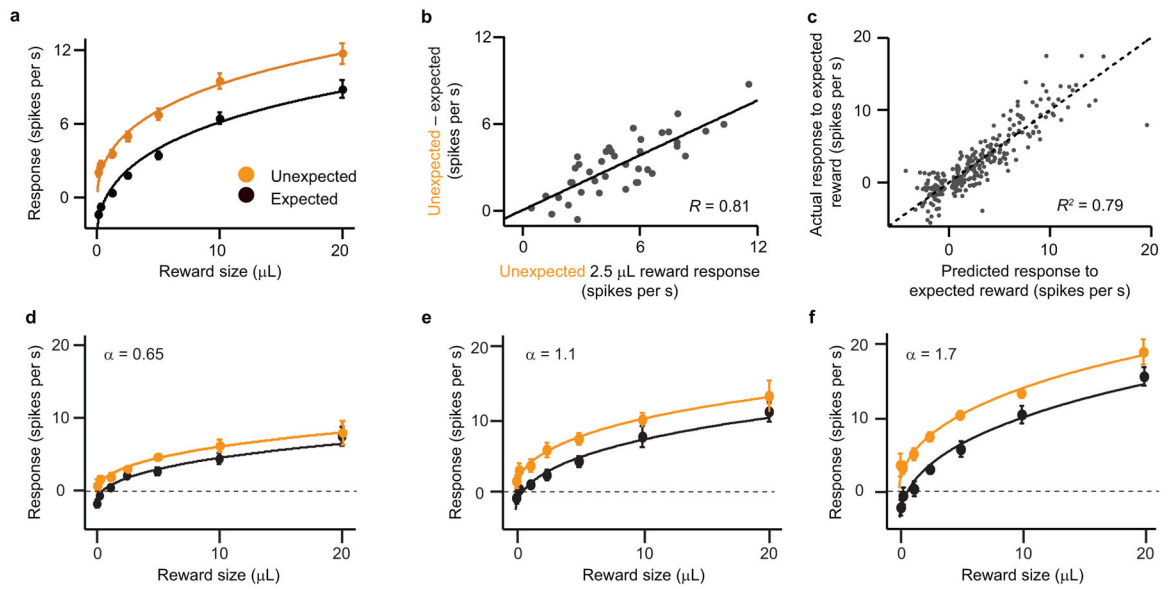 a
Response (spikes per s)
12
6
0
0
10
20
Reward size (μL)
Unexpected
Expected
b
Unexpected – expected
(spikes per s)
6
0
0
6
12
R = 0.81
Unexpected 2.5 μL reward response
(spikes per s)
c
Actual response to expected
reward (spikes per s)
20
10
0
0
10
20
R² = 0.79
Predicted response to
expected reward (spikes per s)
d
α = 0.65
Response (spikes per s)
20
10
0
0
10
20
Reward size (μL)
e
α = 1.1
Response (spikes per s)
20
10
0
0
10
20
Reward size (μL)
f
α = 1.7
Response (spikes per s)
20
10
0
0
10
20
Reward size (μL)